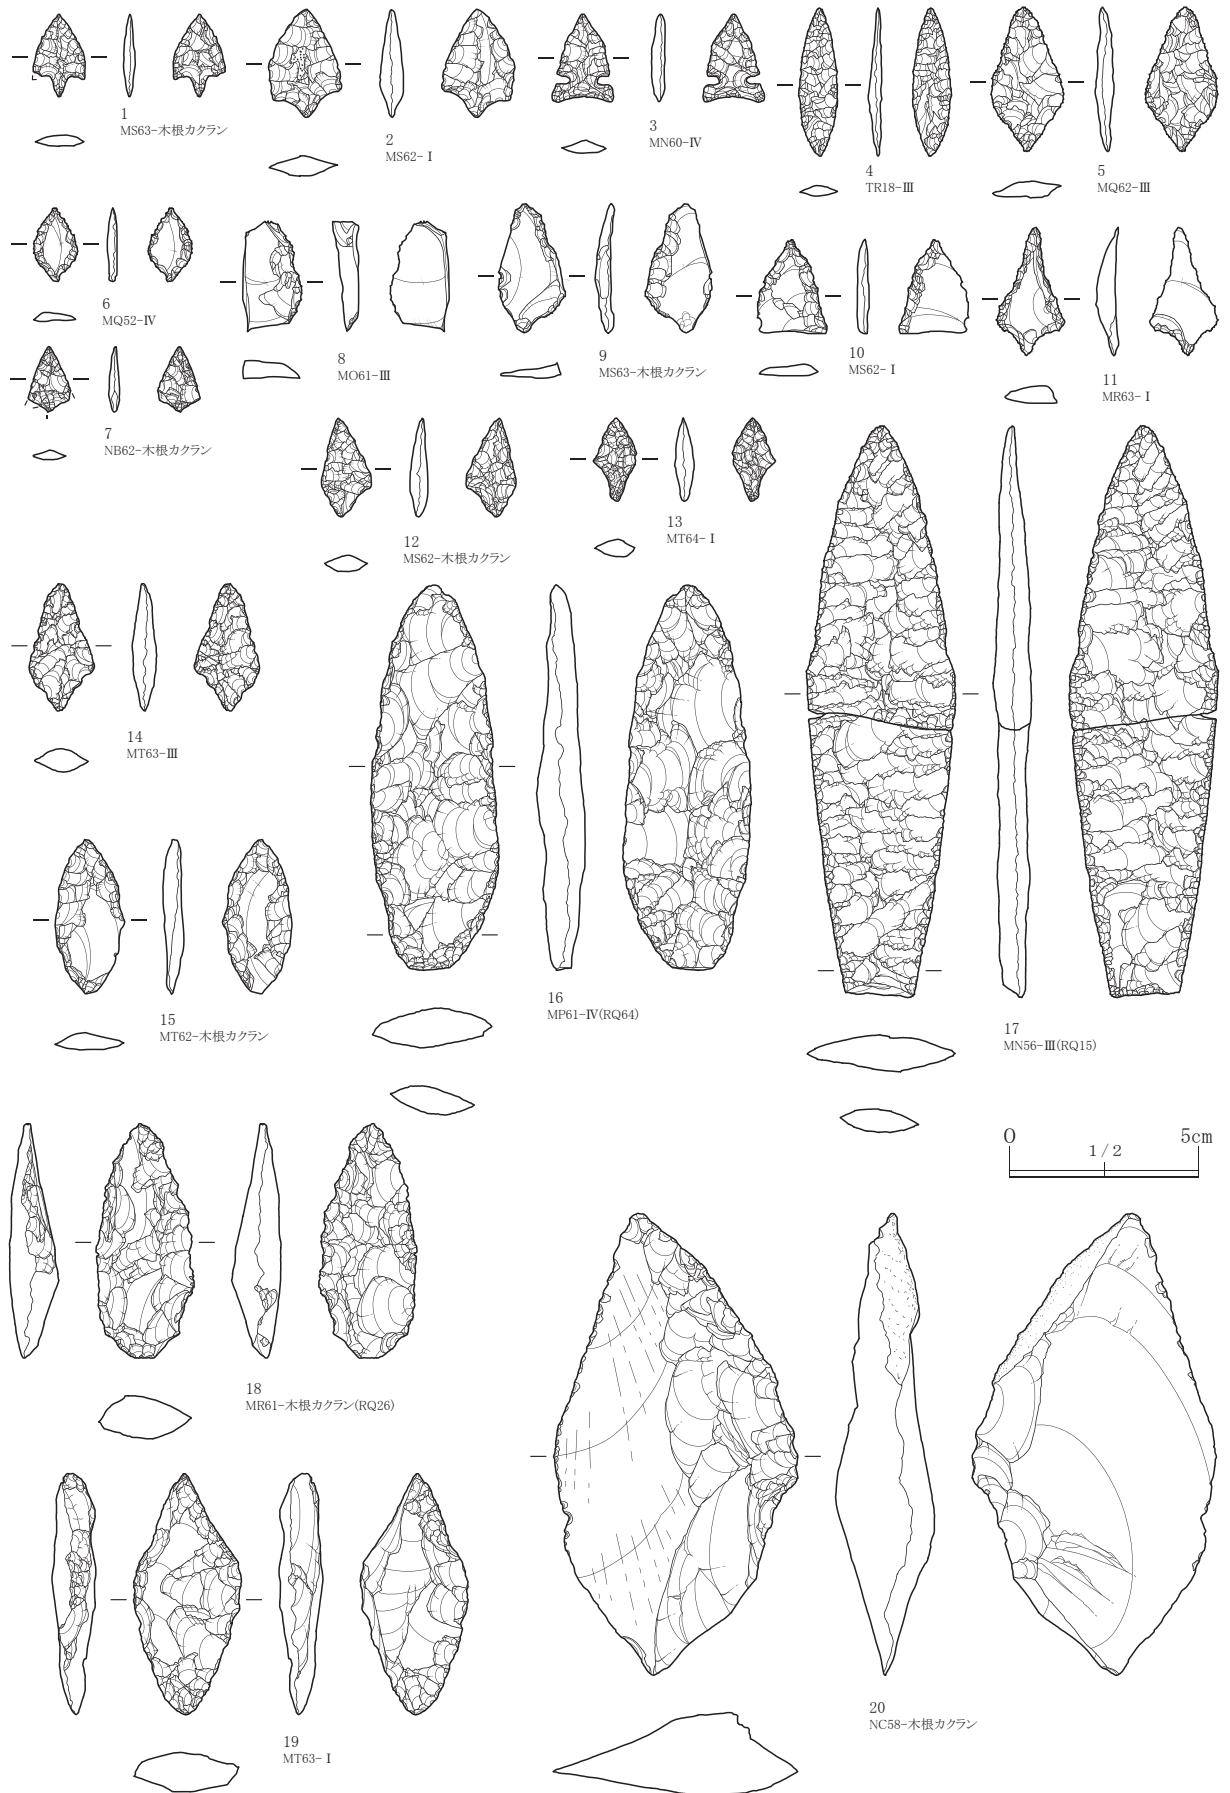 1
MS63-木根カクラン
2
MS62-Ⅰ
3
MN60-Ⅳ
4
TR18-Ⅲ
5
MQ62-Ⅲ
6
MQ52-Ⅳ
7
NB62-木根カクラン
8
MO61-Ⅲ
9
MS63-木根カクラン
10
MS62-Ⅰ
11
MR63-Ⅰ
12
MS62-木根カクラン
13
MT64-Ⅰ
14
MT63-Ⅲ
15
MT62-木根カクラン
16
MP61-Ⅳ(RQ64)
17
MN56-Ⅲ(RQ15)
0 1/2 5cm
18
MR61-木根カクラン(RQ26)
19
MT63-Ⅰ
20
NC58-木根カクラン